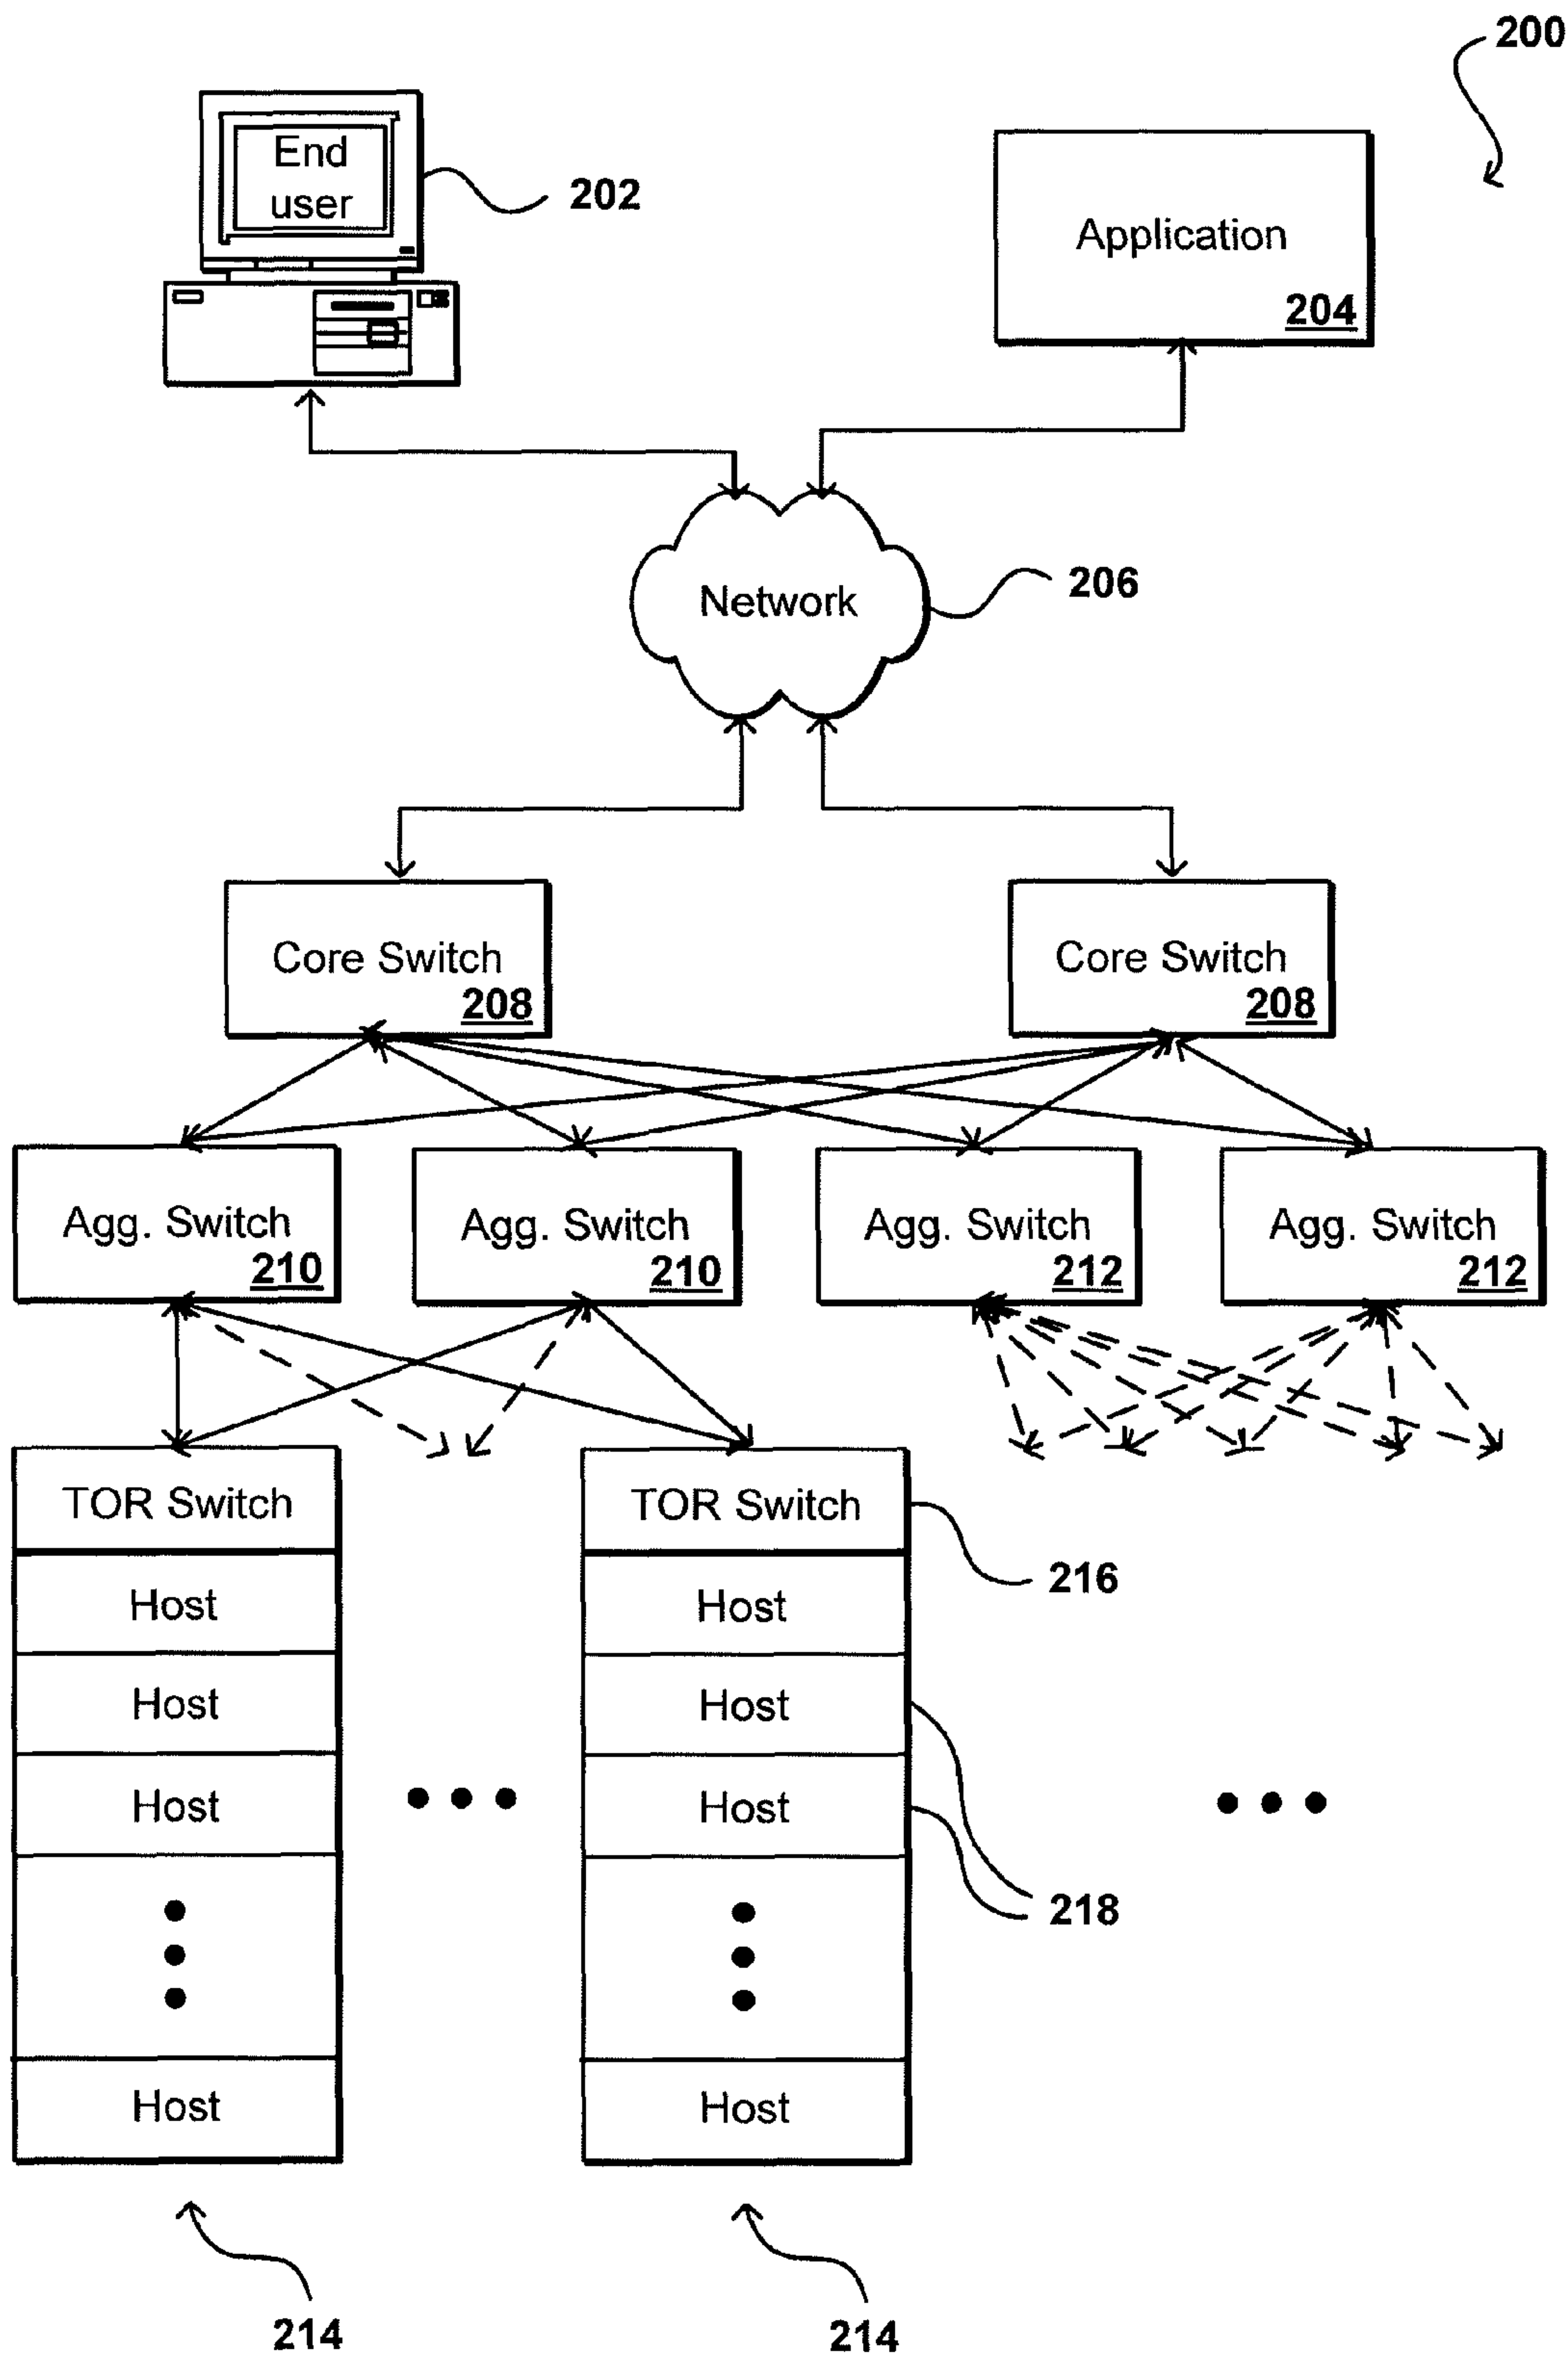 200
End
user
202
Application
204
Network
206
Core Switch
208
Core Switch
208
Agg. Switch
210
Agg. Switch
210
Agg. Switch
212
Agg. Switch
212
TOR Switch
Host
Host
Host
Host
TOR Switch
216
Host
Host
Host
218
Host
214
214